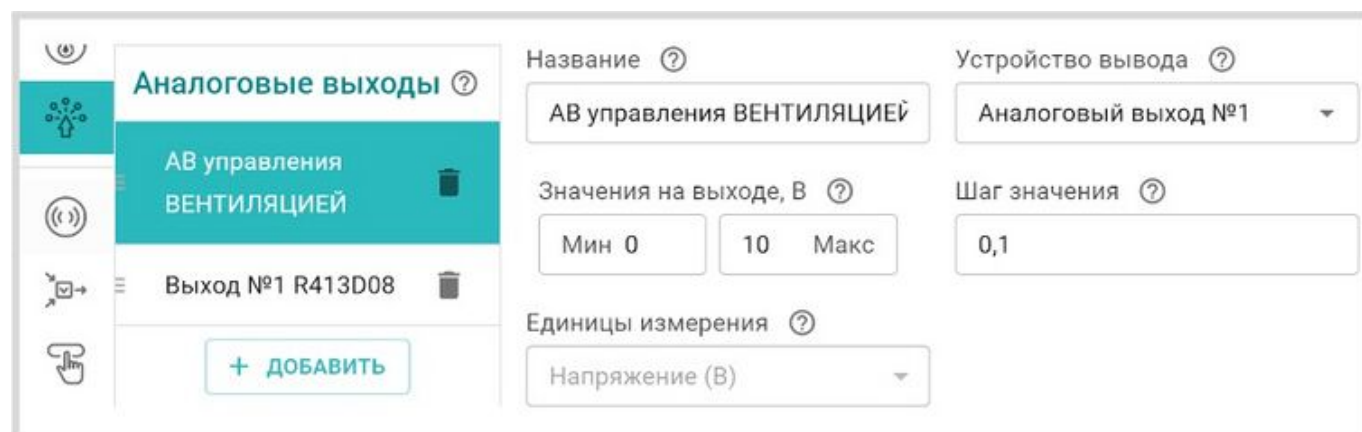 Аналоговые выходы
АВ управления
ВЕНТИЛЯЦИЕЙ
Выход №1 R413D08
+ ДОБАВИТЬ
Название
АВ управления ВЕНТИЛЯЦИЕЙ
Устройство вывода
Аналоговый выход №1
Значения на выходе, В
Мин 0
10 Макс
Шаг значения
0,1
Единицы измерения
Напряжение (В)